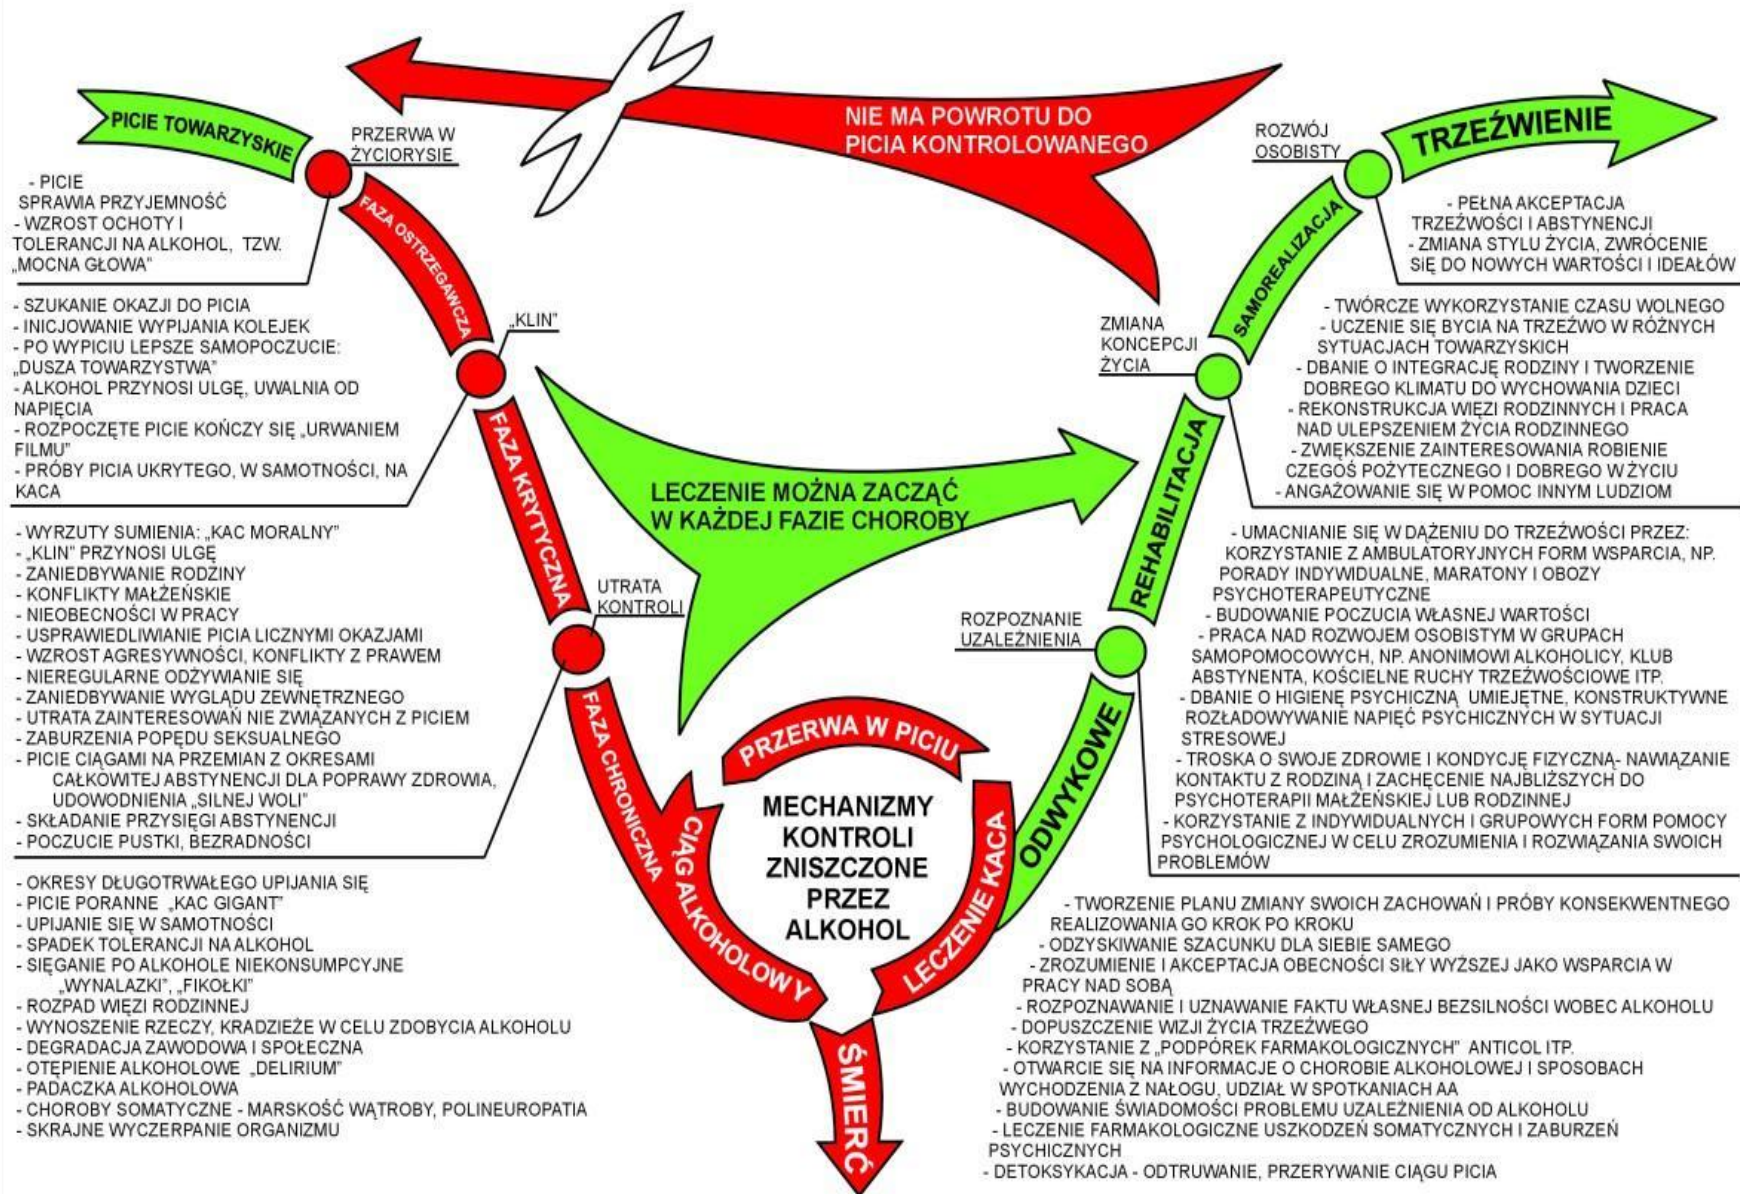 NIE MA POWROTU DO
PICIA KONTROLOWANEGO
PICIE TOWARZYSKIE
PRZERWA W
ŻYCIORYSIE
- PICIE
SPRAWIA PRZYJEMNOŚĆ
- WZROST OCHOTY I
TOLERANCJI NA ALKOHOL, TZW.
„MOCNA GŁOWA”
FAZA OSTRZEGAWCZA
- SZUKANIE OKAZJI DO PICIA
- INICJOWANIE WYPIJANIA KOLEJEK
- PO WYPICIU LEPSZE SAMOPOCZUCIE:
„DUSZA TOWARZYSTWA”
- ALKOHOL PRZYNOSI ULGĘ, UWALNIA OD
NAPIĘCIA
- ROZPOCZĘTE PICIE KOŃCZY SIĘ „URWANIEM
FILMU”
- PRÓBY PICIA UKRYTEGO, W SAMOTNOŚCI, NA
KACA
„KLIN”
FAZA KRYTYCZNA
- WYRZUTY SUMIENIA: „KAC MORALNY”
- „KLIN” PRZYNOSI ULGĘ
- ZANIEDBYWANIE RODZINY
- KONFLIKTY MAŁŻEŃSKIE
- NIEOBECNOŚCI W PRACY
- USPRAWIEDLIWIANIE PICIA LICZNYMI OKAZJAMI
- WZROST AGRESYWNOŚCI, KONFLIKTY Z PRAWEM
- NIEREGULARNE ODŻYWIANIE SIĘ
- ZANIEDBYWANIE WYGLĄDU ZEWNĘTRZNEGO
- UTRATA ZAINTERESOWAŃ NIE ZWIĄZANYCH Z PICIEM
- ZABURZENIA POPĘDU SEKSUALNEGO
- PICIE CIĄGAMI NA PRZEMIAN Z OKRESAMI
CAŁKOWITEJ ABSTYNENCJI DLA POPRAWY ZDROWIA,
UDOWODNIENIA „SILNEJ WOLI”
- SKŁADANIE PRZYSIĘGI ABSTYNENCJI
- POCZUCIE PUSTKI, BEZRADNOŚCI
UTRATA
KONTROLI
FAZA CHRONICZNA
- OKRESY DŁUGOTRWAŁEGO UPIJANIA SIĘ
- PICIE PORANNE „KAC GIGANT”
- UPIJANIE SIĘ W SAMOTNOŚCI
- SPADEK TOLERANCJI NA ALKOHOL
- SIĘGANIE PO ALKOHOLE NIEKONSUMPCYJNE
„WYNALAZKI”, „FIKOŁKI”
- ROZPAD WIĘZI RODZINNEJ
- WYNOSZENIE RZECZY, KRADZIEŻE W CELU ZDOBYCIA ALKOHOLU
- DEGRADACJA ZAWODOWA I SPOŁECZNA
- OTĘPIENIE ALKOHOLOWE „DELIRIUM”
- PADACZKA ALKOHOLOWA
- CHOROBY SOMATYCZNE - MARSKOŚĆ WĄTROBY, POLINEUROPATIA
- SKRAJNE WYCZERPANIE ORGANIZMU
LECZENIE MOŻNA ZACZĄĆ
W KAŻDEJ FAZIE CHOROBY
PRZERWA W PICIU
CIĄG ALKOHOLOWY
LECZENIE KACA
MECHANIZMY
KONTROLI
ZNISZCZONE
PRZEZ
ALKOHOL
ŚMIERĆ
TRZEŹWIENIE
ROZWÓJ
OSOBISTY
- PEŁNA AKCEPTACJA
TRZEŹWOŚCI I ABSTYNENCJI
- ZMIANA STYLU ŻYCIA, ZWRÓCENIE
SIĘ DO NOWYCH WARTOŚCI I IDEAŁÓW
SAMOREALIZACJA
- TWÓRCZE WYKORZYSTANIE CZASU WOLNEGO
- UCZENIE SIĘ BYCIA NA TRZEŹWO W RÓŻNYCH
SYTUACJACH TOWARZYSKICH
- DBANIE O INTEGRACJĘ RODZINY I TWORZENIE
DOBREGO KLIMATU DO WYCHOWANIA DZIECI
- REKONSTRUKCJA WIĘZI RODZINNYCH I PRACA
NAD ULEPSZENIEM ŻYCIA RODZINNEGO
- ZWIĘKSZENIE ZAINTERESOWANIA ROBIENIE
CZEGOŚ POŻYTECZNEGO I DOBREGO W ŻYCIU
- ANGAŻOWANIE SIĘ W POMOC INNYM LUDZIOM
ZMIANA
KONCEPCJI
ŻYCIA
REHABILITACJA
- UMACNIANIE SIĘ W DĄŻENIU DO TRZEŹWOŚCI PRZEZ:
KORZYSTANIE Z AMBULATORYJNYCH FORM WSPARCIA, NP.
PORADY INDYWIDUALNE, MARATONY I OBOZY
PSYCHOTERAPEUTYCZNE
- BUDOWANIE POCZUCIA WŁASNEJ WARTOŚCI
- PRACA NAD ROZWOJEM OSOBISTYM W GRUPACH
SAMOPOMOCOWYCH, NP. ANONIMOWI ALKOHOLICY, KLUB
ABSTYNENTA, KOŚCIELNE RUCHY TRZEŹWOŚCIOWE ITP.
- DBANIE O HIGIENĘ PSYCHICZNĄ UMIEJĘTNE, KONSTRUKTYWNE
ROZŁADOWYWANIE NAPIĘĆ PSYCHICZNYCH W SYTUACJI
STRESOWEJ
- TROSKA O SWOJE ZDROWIE I KONDYCJĘ FIZYCZNĄ- NAWIĄZANIE
KONTAKTU Z RODZINĄ I ZACHĘCENIE NAJBLIŻSZYCH DO
PSYCHOTERAPII MAŁŻEŃSKIEJ LUB RODZINNEJ
- KORZYSTANIE Z INDYWIDUALNYCH I GRUPOWYCH FORM POMOCY
PSYCHOLOGICZNEJ W CELU ZROZUMIENIA I ROZWIĄZANIA SWOICH
PROBLEMÓW
ROZPOZNANIE
UZALEŻNIENIA
ODWYKOWE
- TWORZENIE PLANU ZMIANY SWOICH ZACHOWAŃ I PRÓBY KONSEKWENTNEGO
REALIZOWANIA GO KROK PO KROKU
- ODZYSKIWANIE SZACUNKU DLA SIEBIE SAMEGO
- ZROZUMIENIE I AKCEPTACJA OBECNOŚCI SIŁY WYŻSZEJ JAKO WSPARCIA W
PRACY NAD SOBĄ
- ROZPOZNAWANIE I UZNAWANIE FAKTU WŁASNEJ BEZSILNOŚCI WOBEC ALKOHOLU
- DOPUSZCZENIE WIZJI ŻYCIA TRZEŹWEGO
- KORZYSTANIE Z „PODPÓREK FARMAKOLOGICZNYCH” ANTICOL ITP.
- OTWARCIE SIĘ NA INFORMACJE O CHOROBIE ALKOHOLOWEJ I SPOSOBACH
WYCHODZENIA Z NAŁOGU, UDZIAŁ W SPOTKANIACH AA
- BUDOWANIE ŚWIADOMOŚCI PROBLEMU UZALEŻNIENIA OD ALKOHOLU
- LECZENIE FARMAKOLOGICZNE USZKODZEŃ SOMATYCZNYCH I ZABURZEŃ
PSYCHICZNYCH
- DETOKSYKACJA - ODTRUWANIE, PRZERYWANIE CIĄGU PICIA